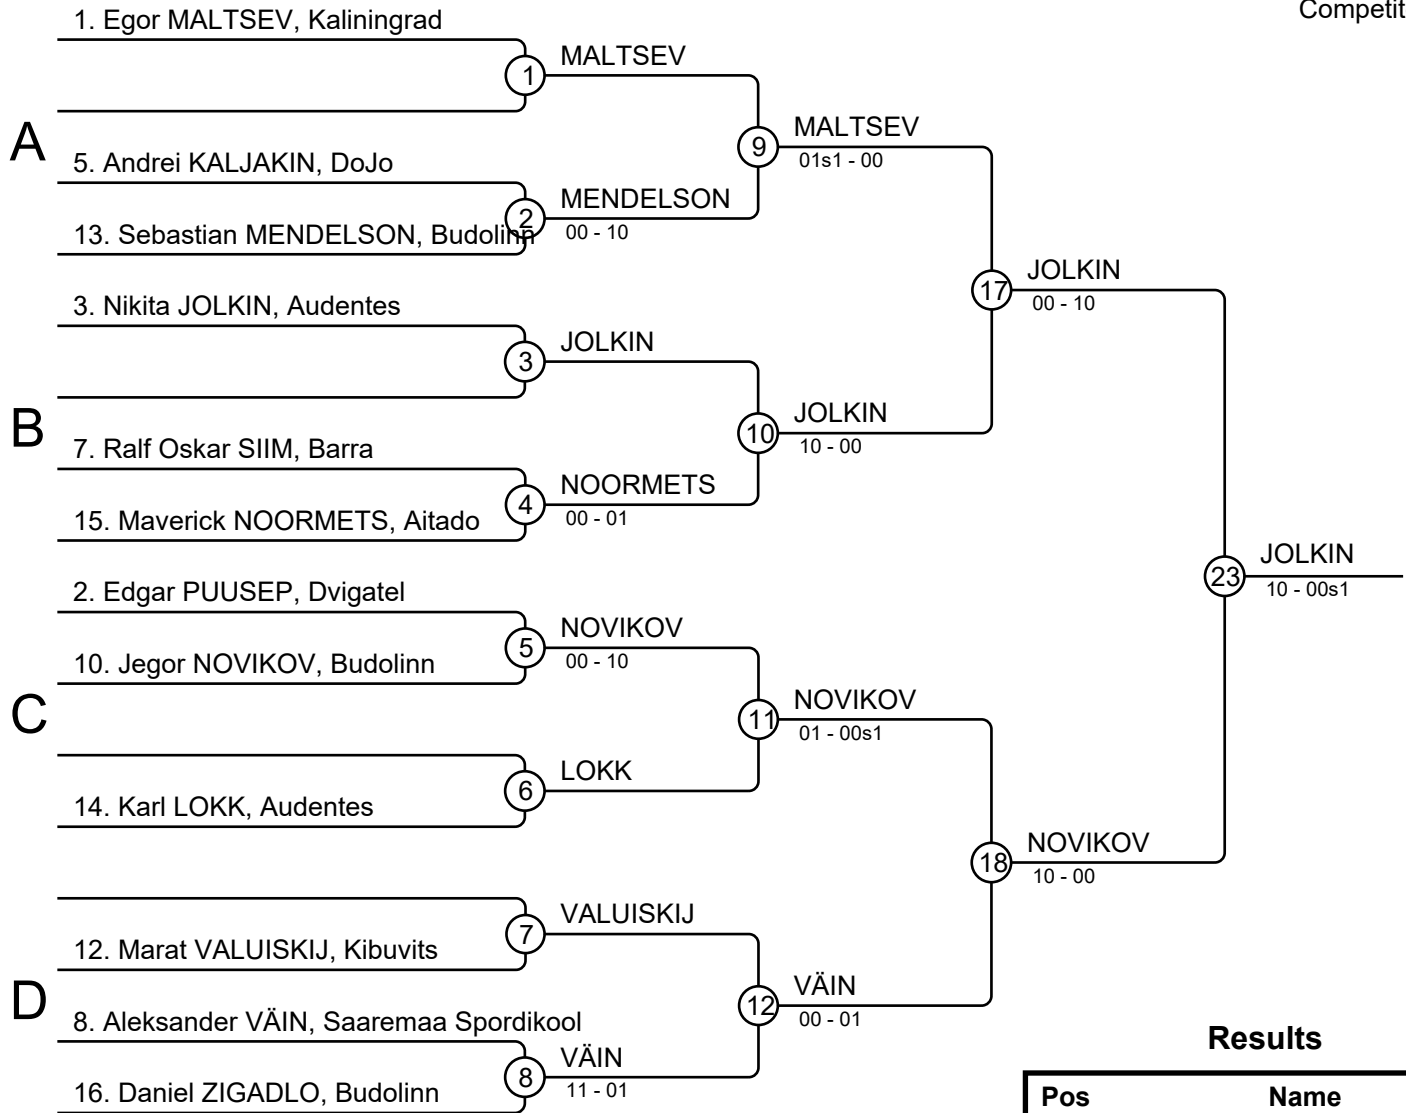 Competit
1. Egor MALTSEV, Kaliningrad
1
MALTSEV
A
5. Andrei KALJAKIN, DoJo
9
MALTSEV
01s1 - 00
2
MENDELSON
00 - 10
13. Sebastian MENDELSON, Budolinn
3. Nikita JOLKIN, Audentes
17
JOLKIN
00 - 10
3
JOLKIN
B
7. Ralf Oskar SIIM, Barra
10
JOLKIN
10 - 00
4
NOORMETS
00 - 01
15. Maverick NOORMETS, Aitado
23
JOLKIN
10 - 00s1
2. Edgar PUUSEP, Dvigatel
5
NOVIKOV
00 - 10
10. Jegor NOVIKOV, Budolinn
C
11
NOVIKOV
01 - 00s1
6
LOKK
14. Karl LOKK, Audentes
18
NOVIKOV
10 - 00
7
VALUISKIJ
12. Marat VALUISKIJ, Kibuvits
D
12
VÄIN
00 - 01
8. Aleksander VÄIN, Saaremaa Spordikool
8
VÄIN
11 - 01
16. Daniel ZIGADLO, Budolinn
Results
Pos Name